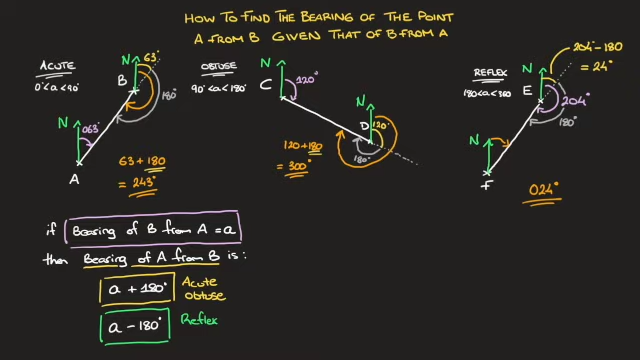 HOW TO FIND THE BEARING OF THE POINT
A FROM B GIVEN THAT OF B FROM A
ACUTE
0°<a<90°
N
63°
B
180°
N
063°
A
63 + 180
= 243°
OBTUSE
90°<a<180°
N
120°
C
N
D
120°
180°
120 + 180
= 300°
REFLEX
180<a<360
204° - 180
= 24°
N
E
204°
180°
N
F
024°
if Bearing of B from A = a
then Bearing of A from B is:
a + 180° Acute
obtuse
a - 180° Reflex